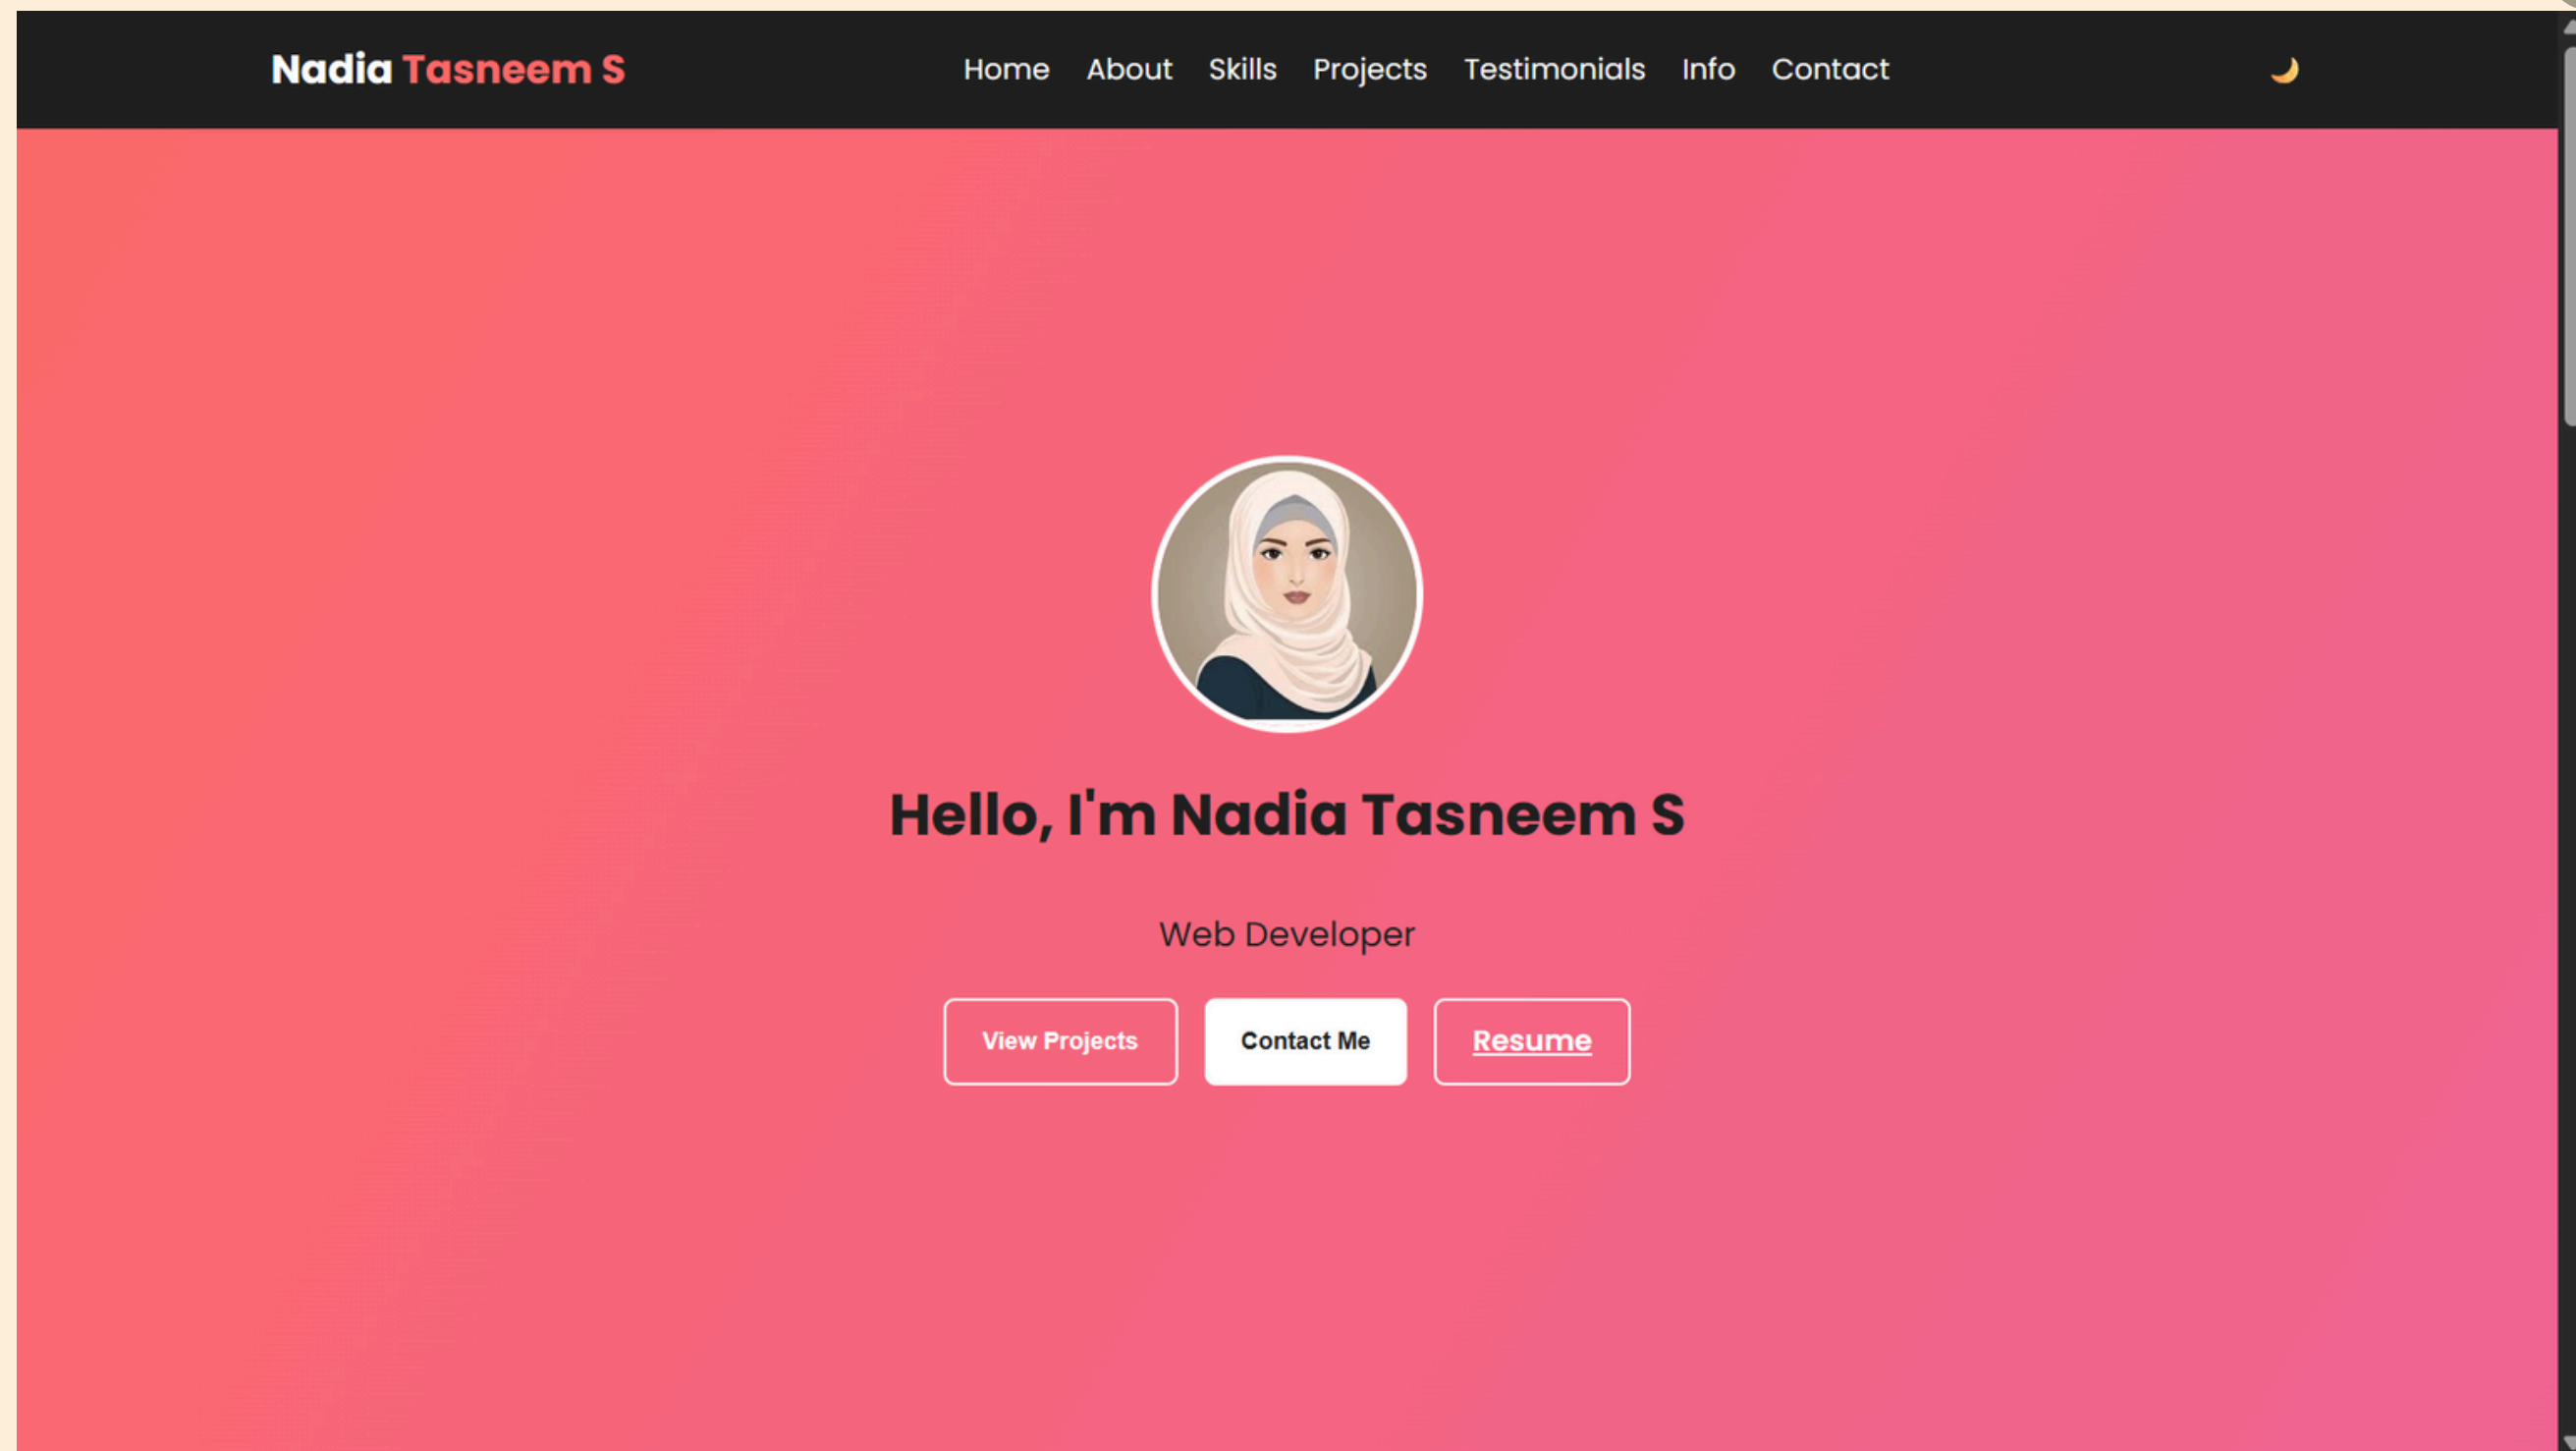 Nadia Tasneem S
Home About Skills Projects Testimonials Info Contact
Hello, I'm Nadia Tasneem S
Web Developer
View Projects
Contact Me
Resume